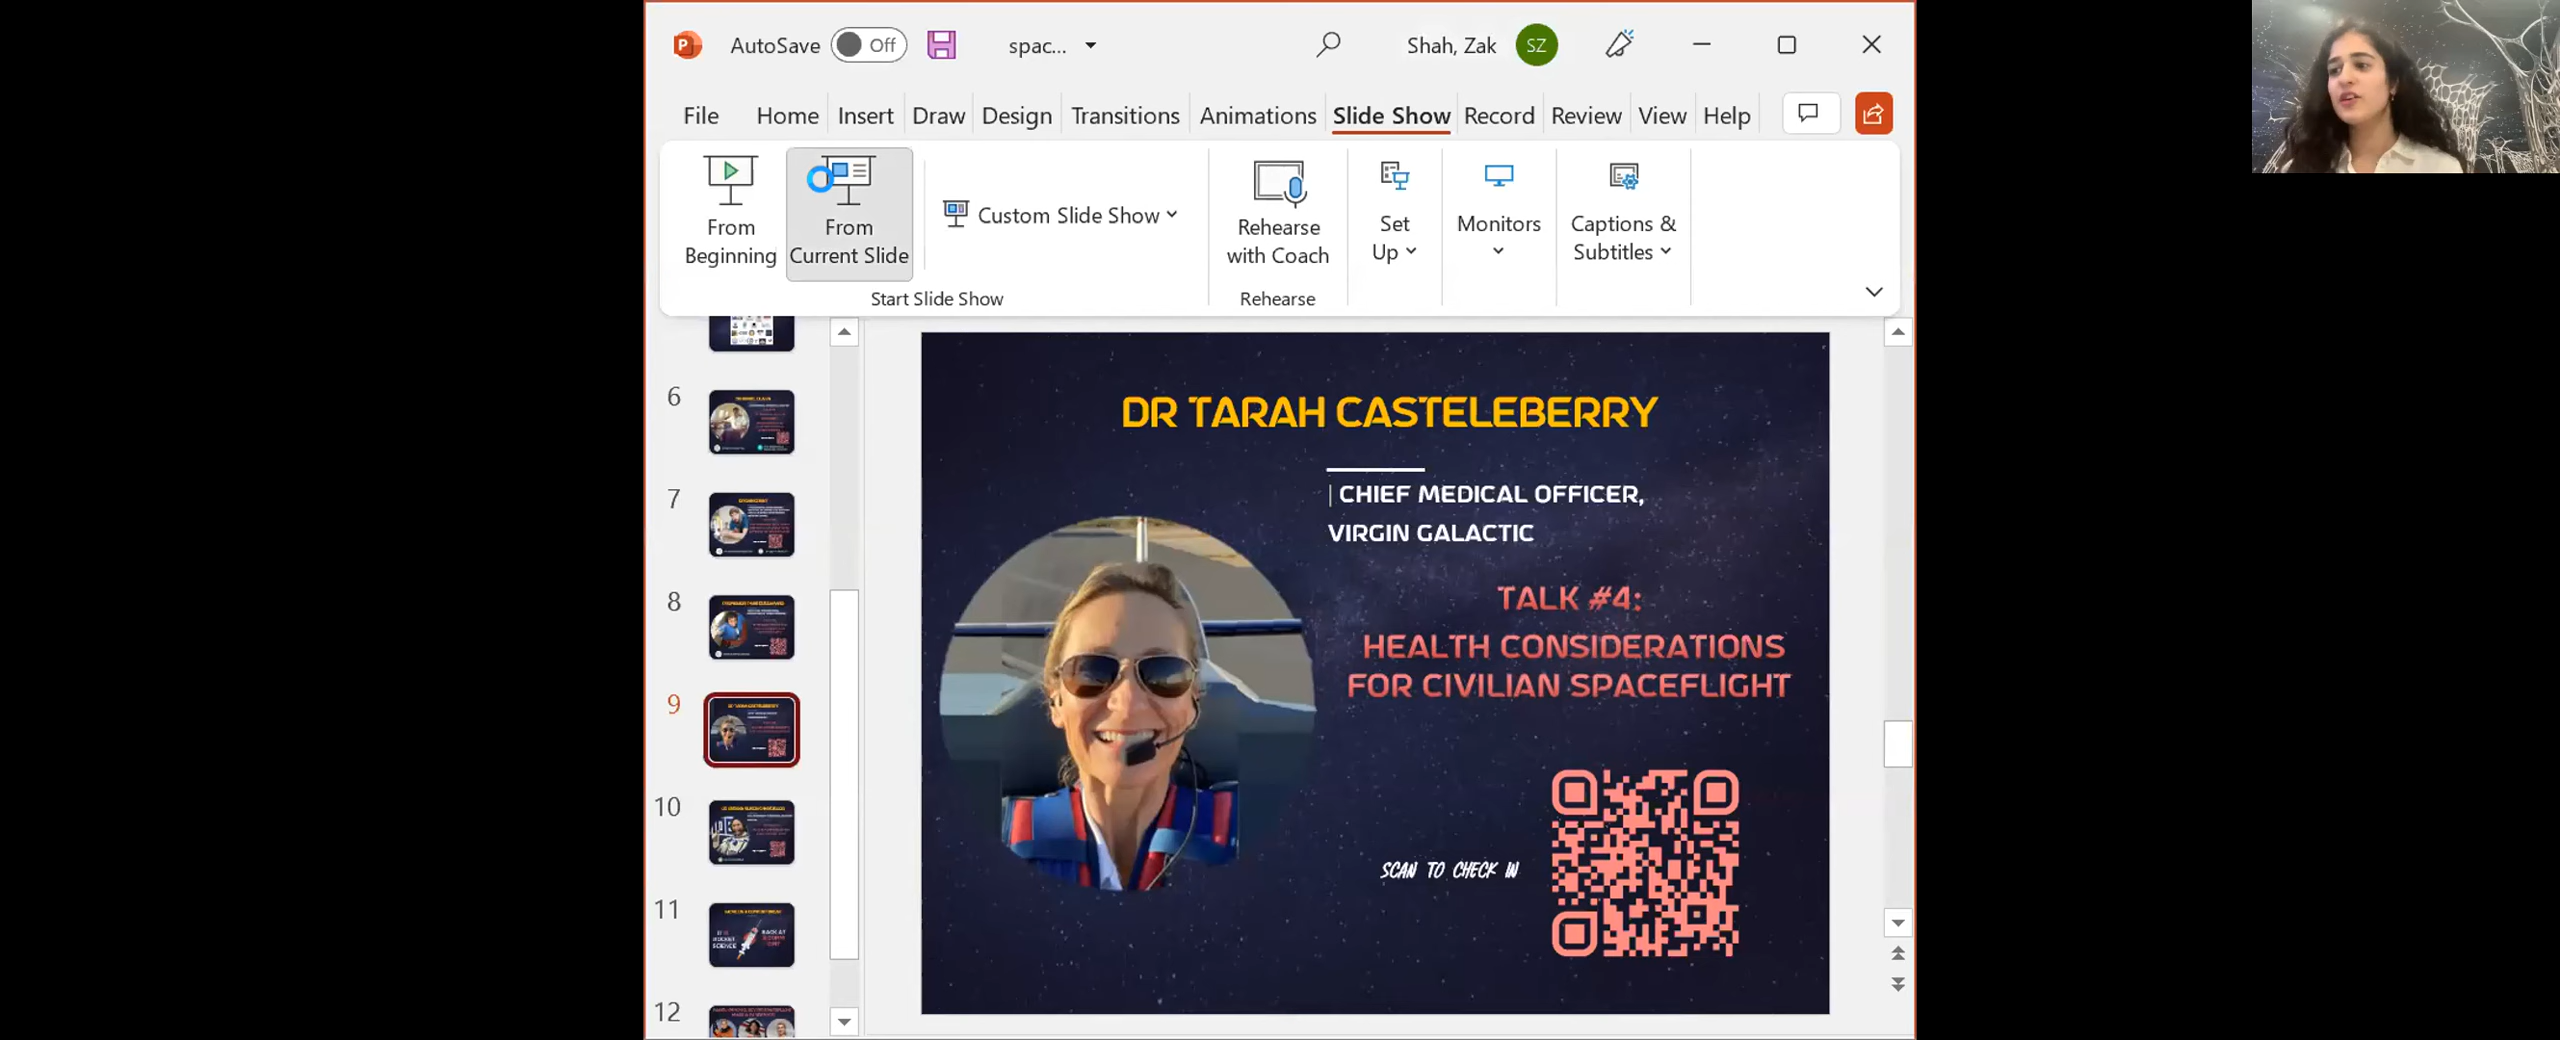 AutoSave Off spac... Shah, Zak SZ
File Home Insert Draw Design Transitions Animations Slide Show Record Review View Help
From Beginning
From Current Slide
Custom Slide Show
Start Slide Show
Rehearse with Coach
Rehearse
Set Up
Monitors
Captions & Subtitles
6
7
8
9
10
11
12
DR TARAH CASTELEBERRY
| CHIEF MEDICAL OFFICER,
VIRGIN GALACTIC
TALK #4:
HEALTH CONSIDERATIONS
FOR CIVILIAN SPACEFLIGHT
SCAN TO CHECK IN